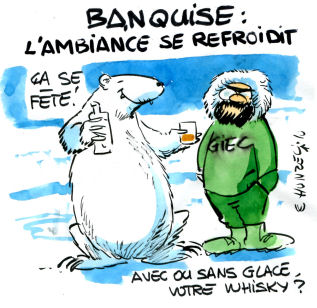 BANQUISE :
L'AMBIANCE SE REFROIDIT
ÇA SE
FÊTE!
GIEC
AVEC OU SANS GLACE,
VOTRE WHISKY ?